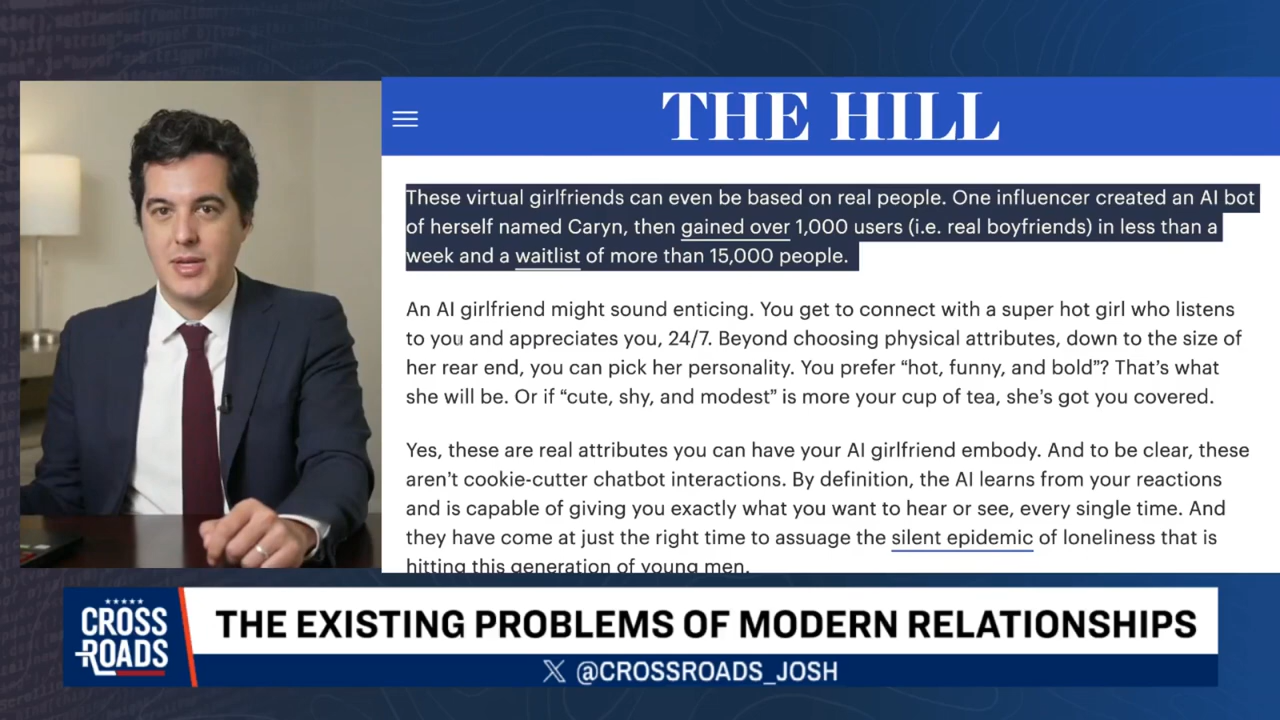 THE HILL
These virtual girlfriends can even be based on real people. One influencer created an AI bot
of herself named Caryn, then gained over 1,000 users (i.e. real boyfriends) in less than a
week and a waitlist of more than 15,000 people.
An AI girlfriend might sound enticing. You get to connect with a super hot girl who listens
to you and appreciates you, 24/7. Beyond choosing physical attributes, down to the size of
her rear end, you can pick her personality. You prefer “hot, funny, and bold”? That’s what
she will be. Or if “cute, shy, and modest” is more your cup of tea, she’s got you covered.
Yes, these are real attributes you can have your AI girlfriend embody. And to be clear, these
aren’t cookie-cutter chatbot interactions. By definition, the AI learns from your reactions
and is capable of giving you exactly what you want to hear or see, every single time. And
they have come at just the right time to assuage the silent epidemic of loneliness that is
hitting this generation of young men.
CROSS
ROADS
THE EXISTING PROBLEMS OF MODERN RELATIONSHIPS
X @CROSSROADS_JOSH